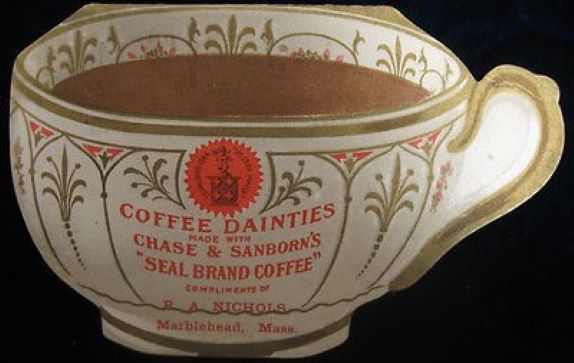 COFFEE DAINTIES
MADE WITH
CHASE & SANBORN'S
"SEAL BRAND COFFEE"
COMPLIMENTS OF
R. A. NICHOLS
Marblehead, Mass.